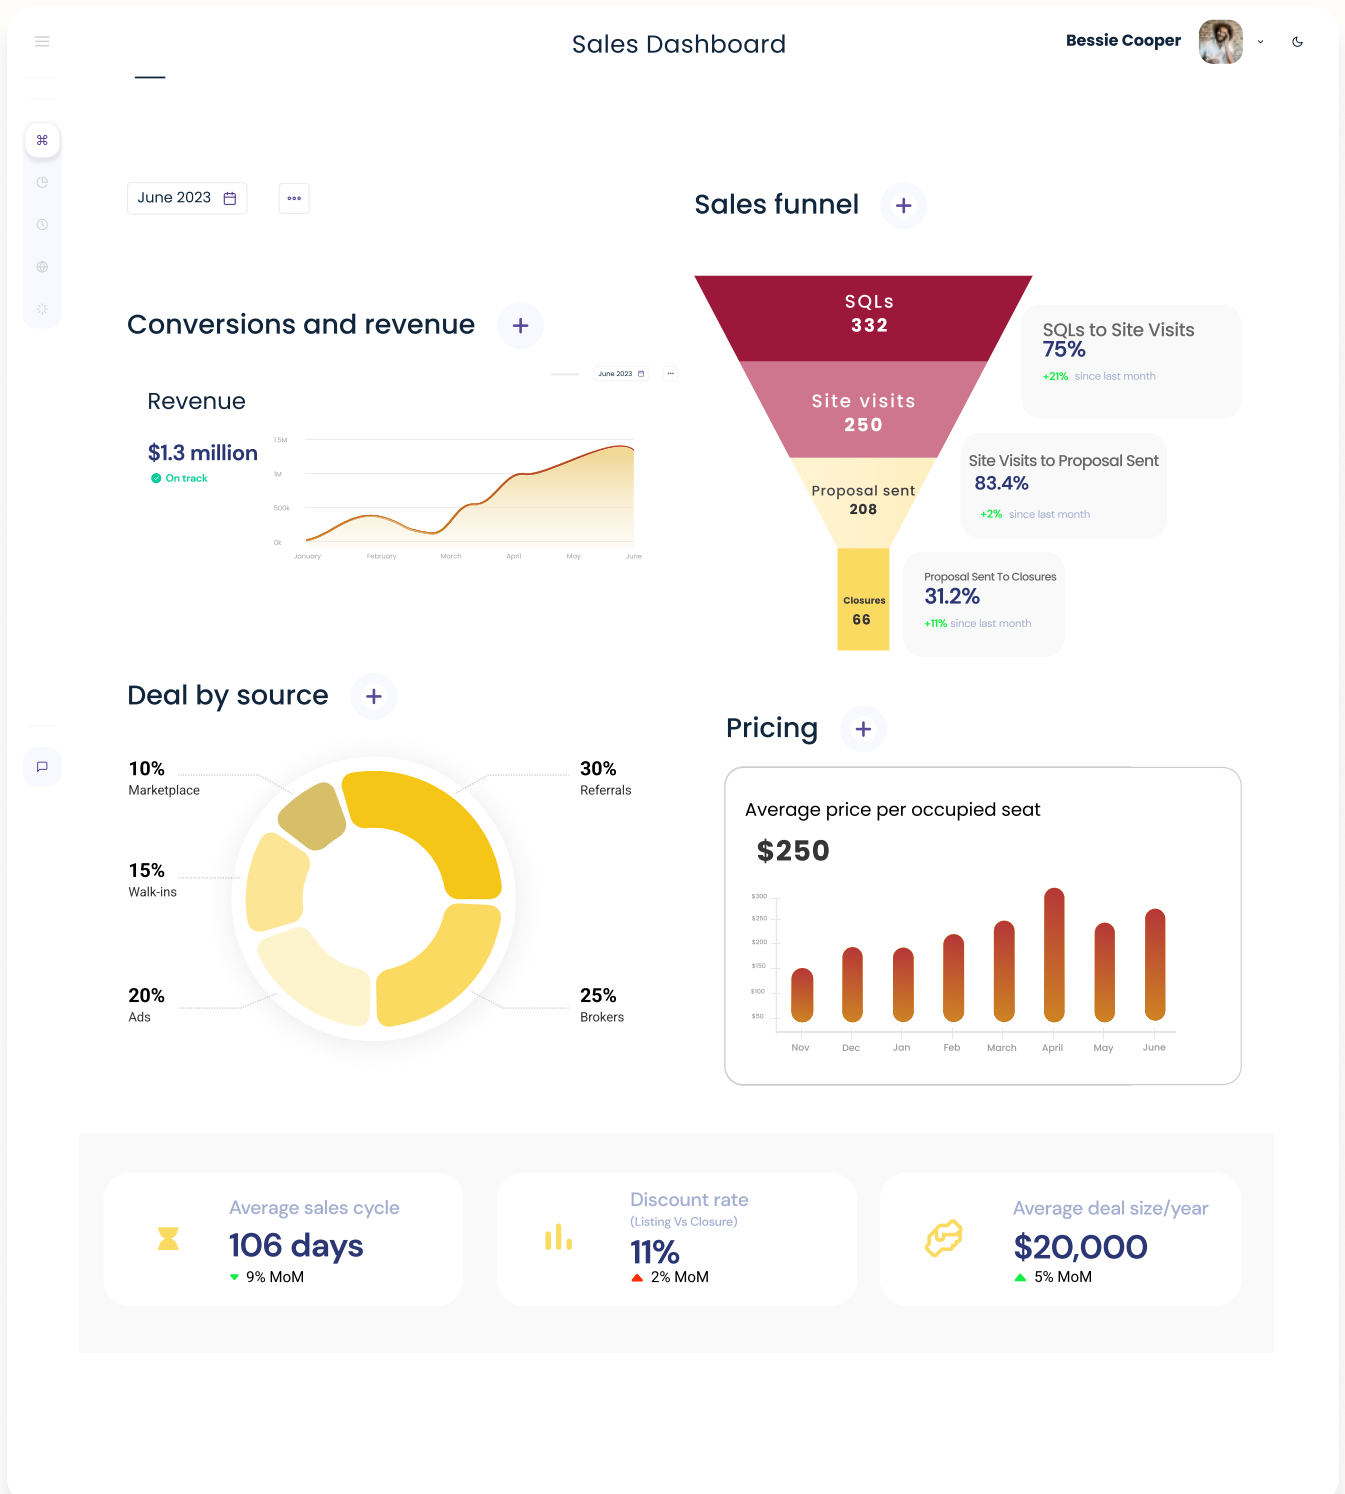 Sales Dashboard
Bessie Cooper
June 2023
Sales funnel
SQLs
332
SQLs to Site Visits
75%
+21% since last month
Site visits
250
Site Visits to Proposal Sent
83.4%
+2% since last month
Proposal sent
208
Proposal Sent To Closures
31.2%
+11% since last month
Closures
66
Conversions and revenue
June 2023
Revenue
$1.3 million
On track
1.5M
1M
500k
0k
January February March April May June
Deal by source
10%
Marketplace
30%
Referrals
15%
Walk-ins
20%
Ads
25%
Brokers
Pricing
Average price per occupied seat
$250
$300
$250
$200
$150
$100
$50
Nov Dec Jan Feb March April May June
Average sales cycle
106 days
9% MoM
Discount rate
(Listing Vs Closure)
11%
2% MoM
Average deal size/year
$20,000
5% MoM